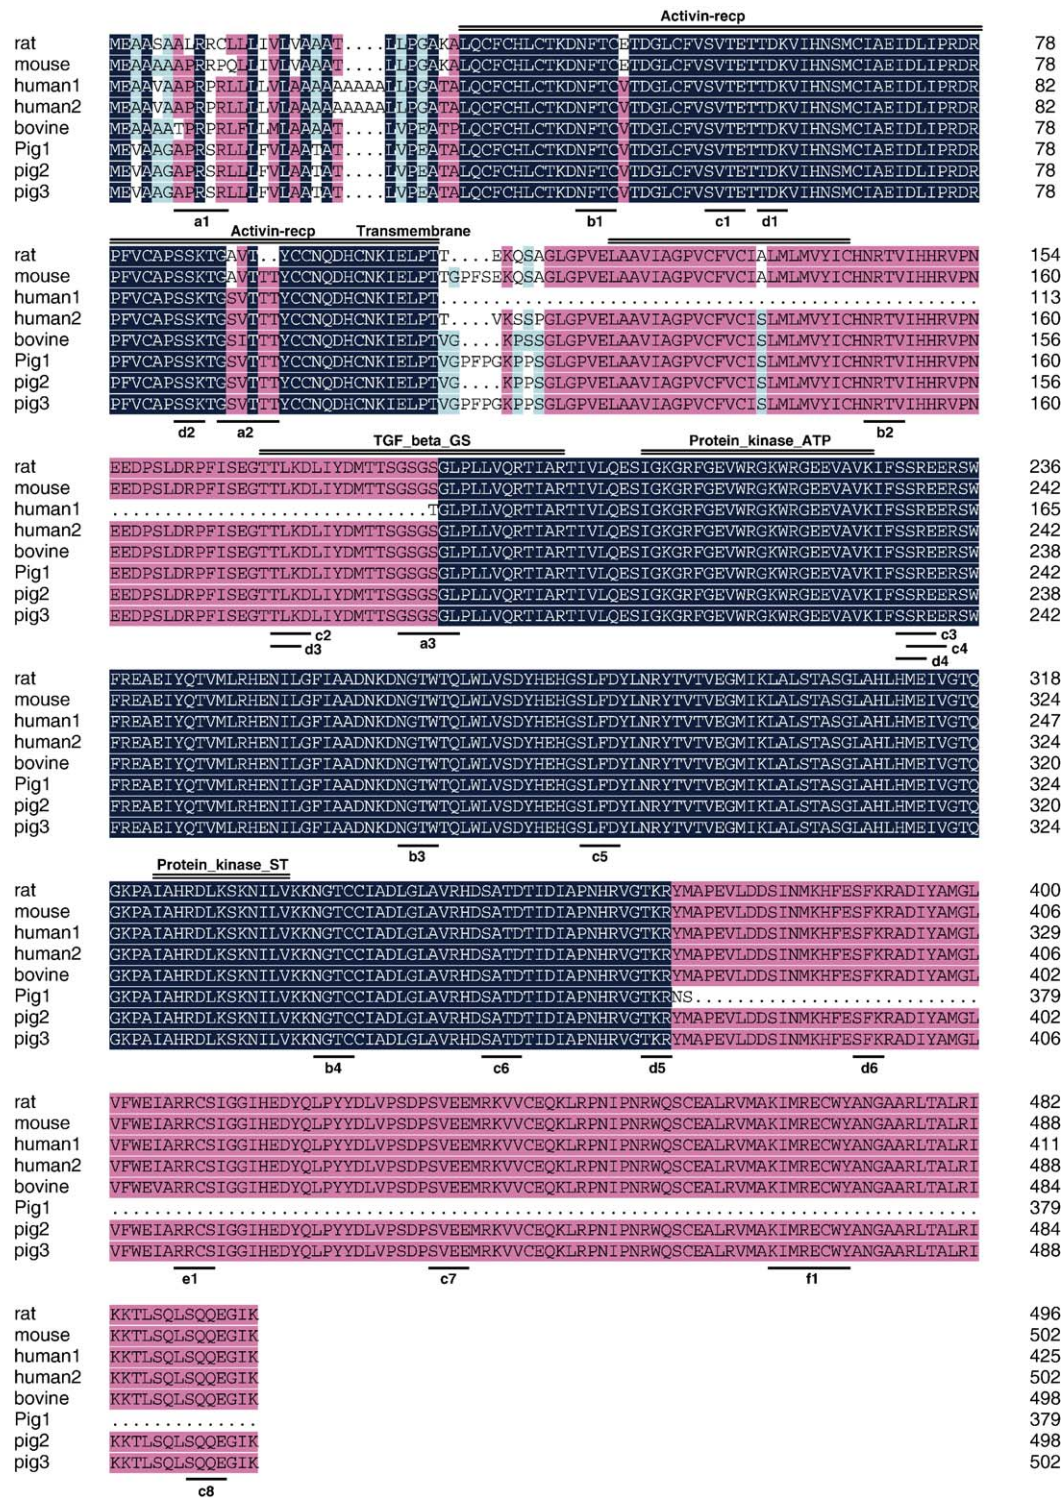 Activin-recp
rat MEAASAALRRCLLLIVLVAAAT....LLPGAKALQCFCHLCTKDNFTCETDGLCFVSVTETTDKVIHNSMCIAEIDLIPRDR 78
mouse MEAAAAAPRRPQLLIVLVAAAT....LLPGAKALQCFCHLCTKDNFTCETDGLCFVSVTETTDKVIHNSMCIAEIDLIPRDR 78
human1 MEAAVAAPRPRLLLLVLAAAAAAAAALLPGATALQCFCHLCTKDNFTCVTDGLCFVSVTETTDKVIHNSMCIAEIDLIPRDR 82
human2 MEAAVAAPRPRLLLLVLAAAAAAAAALLPGATALQCFCHLCTKDNFTCVTDGLCFVSVTETTDKVIHNSMCIAEIDLIPRDR 82
bovine MEAAAATPRPRLFLLMLAAAAT....LVPEATPLQCFCHLCTKDNFTCVTDGLCFVSVTETTDKVIHNSMCIAEIDLIPRDR 78
Pig1 MEVAAGAPRSRLLLFVLAATAT....LVPEATALQCFCHLCTKDNFTCVTDGLCFVSVTETTDKVIHNSMCIAEIDLIPRDR 78
pig2 MEVAAGAPRSRLLLFVLAATAT....LVPEATALQCFCHLCTKDNFTCVTDGLCFVSVTETTDKVIHNSMCIAEIDLIPRDR 78
pig3 MEVAAGAPRSRLLLFVLAATAT....LVPEATALQCFCHLCTKDNFTCVTDGLCFVSVTETTDKVIHNSMCIAEIDLIPRDR 78
a1 b1 c1 d1
Activin-recp Transmembrane
rat PFVCAPSSKTGAVT..YCCNQDHCNKIELPTT....EKQSAGLGPVELAAVIAGPVCFVCIALMLMVYICHNRTVIHHRVPN 154
mouse PFVCAPSSKTGAVTTTYCCNQDHCNKIELPTTGPFSEKQSAGLGPVELAAVIAGPVCFVCIALMLMVYICHNRTVIHHRVPN 160
human1 PFVCAPSSKTGSVTTTYCCNQDHCNKIELPT................................................... 113
human2 PFVCAPSSKTGSVTTTYCCNQDHCNKIELPTT....VKSSPGLGPVELAAVIAGPVCFVCISLMLMVYICHNRTVIHHRVPN 160
bovine PFVCAPSSKTGSITTTYCCNQDHCNKIELPTVG....KPSSGLGPVELAAVIAGPVCFVCISLMLMVYICHNRTVIHHRVPN 156
Pig1 PFVCAPSSKTGSVTTTYCCNQDHCNKIELPTVGPFPGKPPSGLGPVELAAVIAGPVCFVCISLMLMVYICHNRTVIHHRVPN 160
pig2 PFVCAPSSKTGSVTTTYCCNQDHCNKIELPTVG....KPPSGLGPVELAAVIAGPVCFVCISLMLMVYICHNRTVIHHRVPN 156
pig3 PFVCAPSSKTGSVTTTYCCNQDHCNKIELPTVGPFPGKPPSGLGPVELAAVIAGPVCFVCISLMLMVYICHNRTVIHHRVPN 160
d2 a2 b2
TGF_beta_GS Protein_kinase_ATP
rat EEDPSLDRPFISEGTTLKDLIYDMTTSGSGSGLPLLVQRTIARTIVLQESIGKGRFGEVWRGKWRGEEVAVKIFSSREERSW 236
mouse EEDPSLDRPFISEGTTLKDLIYDMTTSGSGSGLPLLVQRTIARTIVLQESIGKGRFGEVWRGKWRGEEVAVKIFSSREERSW 242
human1 ..............................TGLPLLVQRTIARTIVLQESIGKGRFGEVWRGKWRGEEVAVKIFSSREERSW 165
human2 EEDPSLDRPFISEGTTLKDLIYDMTTSGSGSGLPLLVQRTIARTIVLQESIGKGRFGEVWRGKWRGEEVAVKIFSSREERSW 242
bovine EEDPSLDRPFISEGTTLKDLIYDMTTSGSGSGLPLLVQRTIARTIVLQESIGKGRFGEVWRGKWRGEEVAVKIFSSREERSW 238
Pig1 EEDPSLDRPFISEGTTLKDLIYDMTTSGSGSGLPLLVQRTIARTIVLQESIGKGRFGEVWRGKWRGEEVAVKIFSSREERSW 242
pig2 EEDPSLDRPFISEGTTLKDLIYDMTTSGSGSGLPLLVQRTIARTIVLQESIGKGRFGEVWRGKWRGEEVAVKIFSSREERSW 238
pig3 EEDPSLDRPFISEGTTLKDLIYDMTTSGSGSGLPLLVQRTIARTIVLQESIGKGRFGEVWRGKWRGEEVAVKIFSSREERSW 242
c2 a3 c3
d3 c4
d4
rat FREAEIYQTVMLRHENILGFIAADNKDNGTWTQLWLVSDYHEHGSLFDYLNRYTVTVEGMIKLALSTASGLAHLHMEIVGTQ 318
mouse FREAEIYQTVMLRHENILGFIAADNKDNGTWTQLWLVSDYHEHGSLFDYLNRYTVTVEGMIKLALSTASGLAHLHMEIVGTQ 324
human1 FREAEIYQTVMLRHENILGFIAADNKDNGTWTQLWLVSDYHEHGSLFDYLNRYTVTVEGMIKLALSTASGLAHLHMEIVGTQ 247
human2 FREAEIYQTVMLRHENILGFIAADNKDNGTWTQLWLVSDYHEHGSLFDYLNRYTVTVEGMIKLALSTASGLAHLHMEIVGTQ 324
bovine FREAEIYQTVMLRHENILGFIAADNKDNGTWTQLWLVSDYHEHGSLFDYLNRYTVTVEGMIKLALSTASGLAHLHMEIVGTQ 320
Pig1 FREAEIYQTVMLRHENILGFIAADNKDNGTWTQLWLVSDYHEHGSLFDYLNRYTVTVEGMIKLALSTASGLAHLHMEIVGTQ 324
pig2 FREAEIYQTVMLRHENILGFIAADNKDNGTWTQLWLVSDYHEHGSLFDYLNRYTVTVEGMIKLALSTASGLAHLHMEIVGTQ 320
pig3 FREAEIYQTVMLRHENILGFIAADNKDNGTWTQLWLVSDYHEHGSLFDYLNRYTVTVEGMIKLALSTASGLAHLHMEIVGTQ 324
b3 c5
Protein_kinase_ST
rat GKPAIAHRDLKSKNILVKKNGTCCIADLGLAVRHDSATDTIDIAPNHRVGTKRYMAPEVLDDSINMKHFESFKRADIYAMGL 400
mouse GKPAIAHRDLKSKNILVKKNGTCCIADLGLAVRHDSATDTIDIAPNHRVGTKRYMAPEVLDDSINMKHFESFKRADIYAMGL 406
human1 GKPAIAHRDLKSKNILVKKNGTCCIADLGLAVRHDSATDTIDIAPNHRVGTKRYMAPEVLDDSINMKHFESFKRADIYAMGL 329
human2 GKPAIAHRDLKSKNILVKKNGTCCIADLGLAVRHDSATDTIDIAPNHRVGTKRYMAPEVLDDSINMKHFESFKRADIYAMGL 406
bovine GKPAIAHRDLKSKNILVKKNGTCCIADLGLAVRHDSATDTIDIAPNHRVGTKRYMAPEVLDDSINMKHFESFKRADIYAMGL 402
Pig1 GKPAIAHRDLKSKNILVKKNGTCCIADLGLAVRHDSATDTIDIAPNHRVGTKRNS........................... 379
pig2 GKPAIAHRDLKSKNILVKKNGTCCIADLGLAVRHDSATDTIDIAPNHRVGTKRYMAPEVLDDSINMKHFESFKRADIYAMGL 402
pig3 GKPAIAHRDLKSKNILVKKNGTCCIADLGLAVRHDSATDTIDIAPNHRVGTKRYMAPEVLDDSINMKHFESFKRADIYAMGL 406
b4 c6 d5 d6
rat VFWEIARRCSIGGIHEDYQLPYYDLVPSDPSVEEMRKVVCEQKLRPNIPNRWQSCEALRVMAKIMRECWYANGAARLTALRI 482
mouse VFWEIARRCSIGGIHEDYQLPYYDLVPSDPSVEEMRKVVCEQKLRPNIPNRWQSCEALRVMAKIMRECWYANGAARLTALRI 488
human1 VFWEIARRCSIGGIHEDYQLPYYDLVPSDPSVEEMRKVVCEQKLRPNIPNRWQSCEALRVMAKIMRECWYANGAARLTALRI 411
human2 VFWEIARRCSIGGIHEDYQLPYYDLVPSDPSVEEMRKVVCEQKLRPNIPNRWQSCEALRVMAKIMRECWYANGAARLTALRI 488
bovine VFWEVARRCSIGGIHEDYQLPYYDLVPSDPSVEEMRKVVCEQKLRPNIPNRWQSCEALRVMAKIMRECWYANGAARLTALRI 484
Pig1 .................................................................................. 379
pig2 VFWEIARRCSIGGIHEDYQLPYYDLVPSDPSVEEMRKVVCEQKLRPNIPNRWQSCEALRVMAKIMRECWYANGAARLTALRI 484
pig3 VFWEIARRCSIGGIHEDYQLPYYDLVPSDPSVEEMRKVVCEQKLRPNIPNRWQSCEALRVMAKIMRECWYANGAARLTALRI 488
e1 c7 f1
rat KKTLSQLSQQEGIK 496
mouse KKTLSQLSQQEGIK 502
human1 KKTLSQLSQQEGIK 425
human2 KKTLSQLSQQEGIK 502
bovine KKTLSQLSQQEGIK 498
Pig1 .............. 379
pig2 KKTLSQLSQQEGIK 498
pig3 KKTLSQLSQQEGIK 502
c8